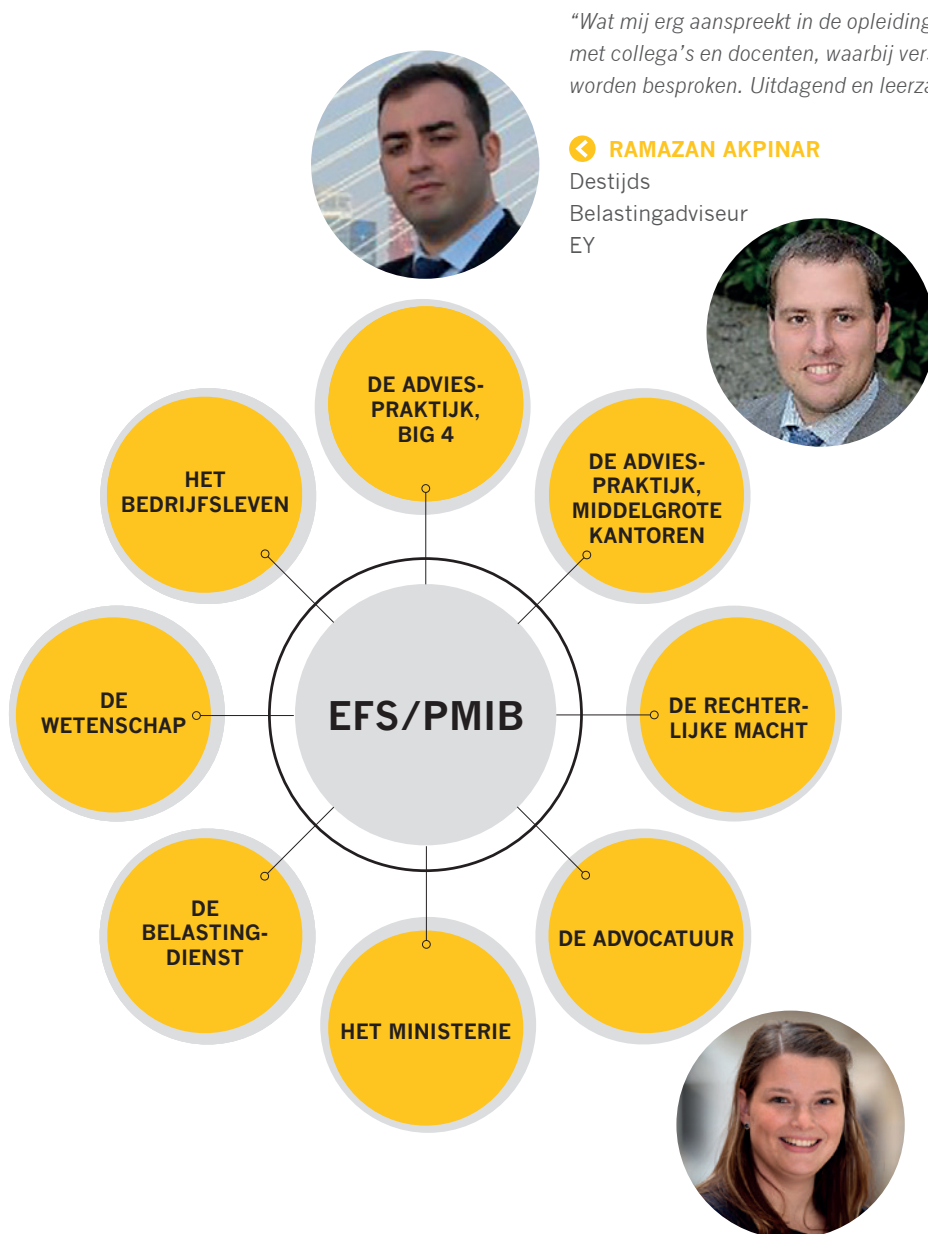 “Wat mij erg aanspreekt in de opleiding
met collega’s en docenten, waarbij
worden besproken. Uitdagend en
RAMAZAN AKPINAR
Destijds
Belastingadviseur
EY
DE ADVIES-
PRAKTIJK,
BIG 4
DE ADVIES-
PRAKTIJK,
MIDDELGROTE
KANTOREN
HET
BEDRIJFSLEVEN
DE
WETENSCHAP
EFS/PMIB
DE RECHTER-
LIJKE MACHT
DE
BELASTING-
DIENST
DE ADVOCATUUR
HET MINISTERIE